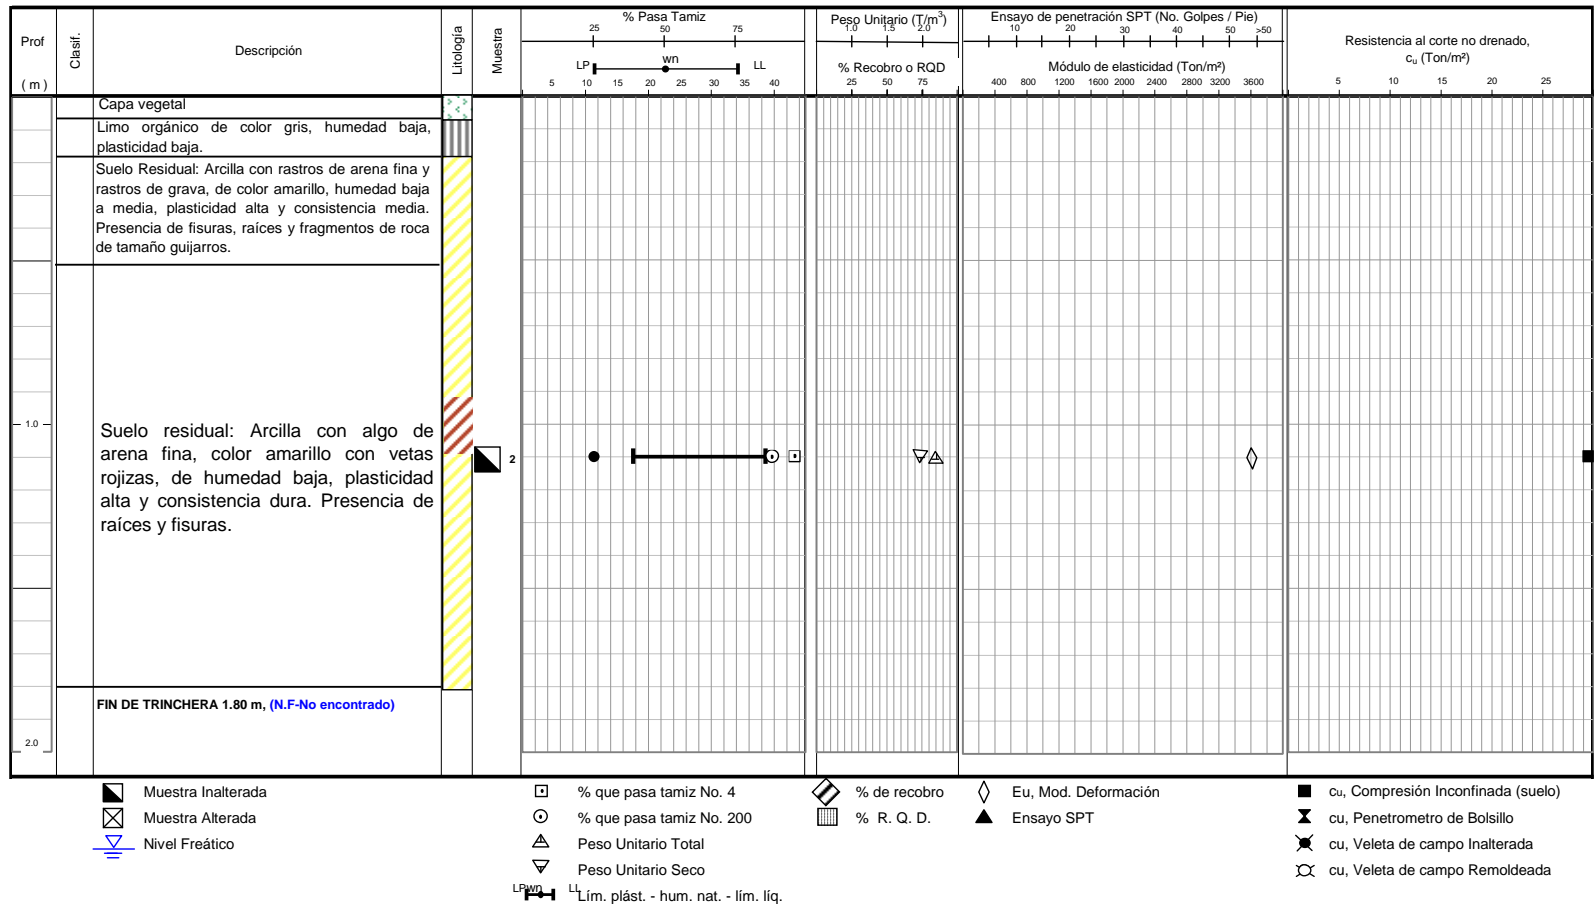 Prof
( m )
Clasif.
Descripción
Litología
Muestra
% Pasa Tamiz
25 50 75
LP wn LL
5 10 15 20 25 30 35 40
Peso Unitario (T/m³)
1.0 1.5 2.0
% Recobro o RQD
25 50 75
Ensayo de penetración SPT (No. Golpes / Pie)
10 10 20 30 40 50 >50
Módulo de elasticidad (Ton/m²)
400 800 1200 1600 2000 2400 2800 3200 3600
Resistencia al corte no drenado,
cᵤ (Ton/m²)
5 10 15 20 25
Capa vegetal
Limo orgánico de color gris, humedad baja,
plasticidad baja.
Suelo Residual: Arcilla con rastros de arena fina y
rastros de grava, de color amarillo, humedad baja
a media, plasticidad alta y consistencia media.
Presencia de fisuras, raíces y fragmentos de roca
de tamaño guijarros.
1.0
Suelo residual: Arcilla con algo de
arena fina, color amarillo con vetas
rojizas, de humedad baja, plasticidad
alta y consistencia dura. Presencia de
raíces y fisuras.
2
FIN DE TRINCHERA 1.80 m, (N.F-No encontrado)
2.0
Muestra Inalterada
Muestra Alterada
Nivel Freático
% que pasa tamiz No. 4
% que pasa tamiz No. 200
Peso Unitario Total
Peso Unitario Seco
LP wn LL Lím. plást. - hum. nat. - lím. líq.
% de recobro
% R. Q. D.
Eu, Mod. Deformación
Ensayo SPT
cu, Compresión Inconfinada (suelo)
cu, Penetrometro de Bolsillo
cu, Veleta de campo Inalterada
cu, Veleta de campo Remoldeada